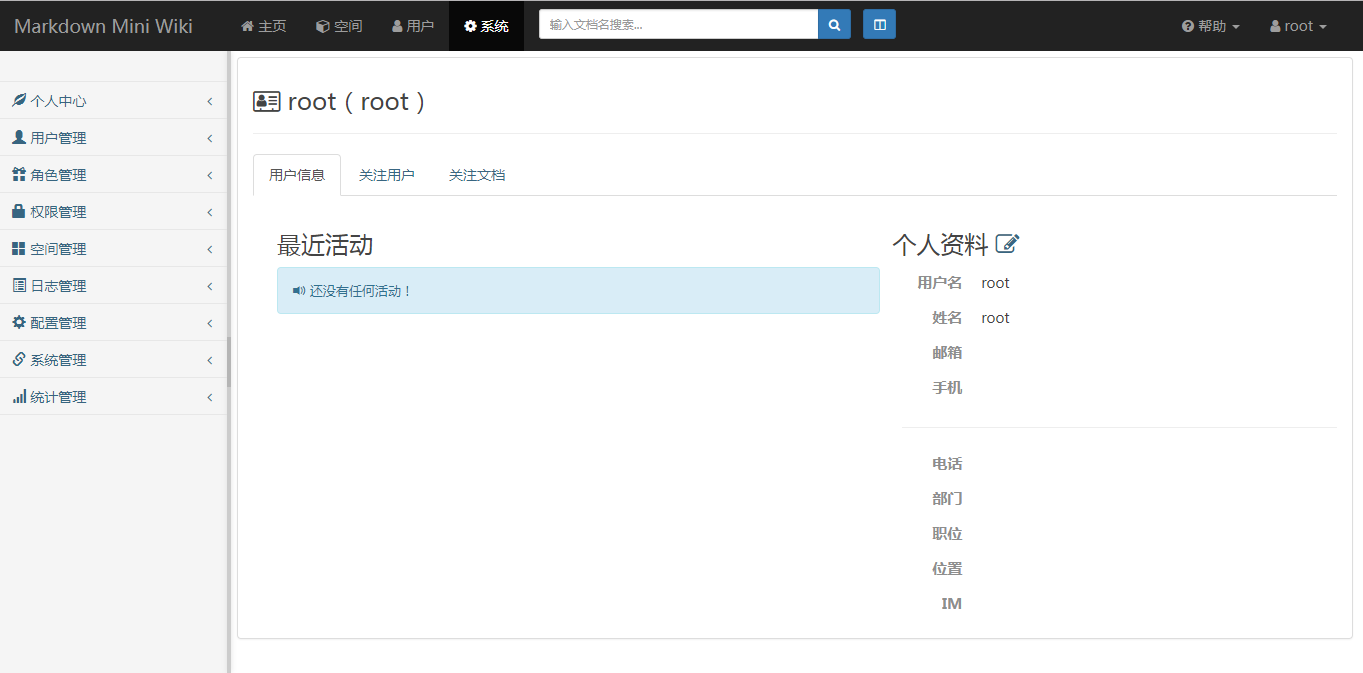 Markdown Mini Wiki 主页 空间 用户 系统 输入文档名搜索... 帮助 root
个人中心
用户管理
角色管理
权限管理
空间管理
日志管理
配置管理
系统管理
统计管理
root ( root )
用户信息 关注用户 关注文档
最近活动
还没有任何活动！
个人资料
用户名 root
姓名 root
邮箱
手机
电话
部门
职位
位置
IM